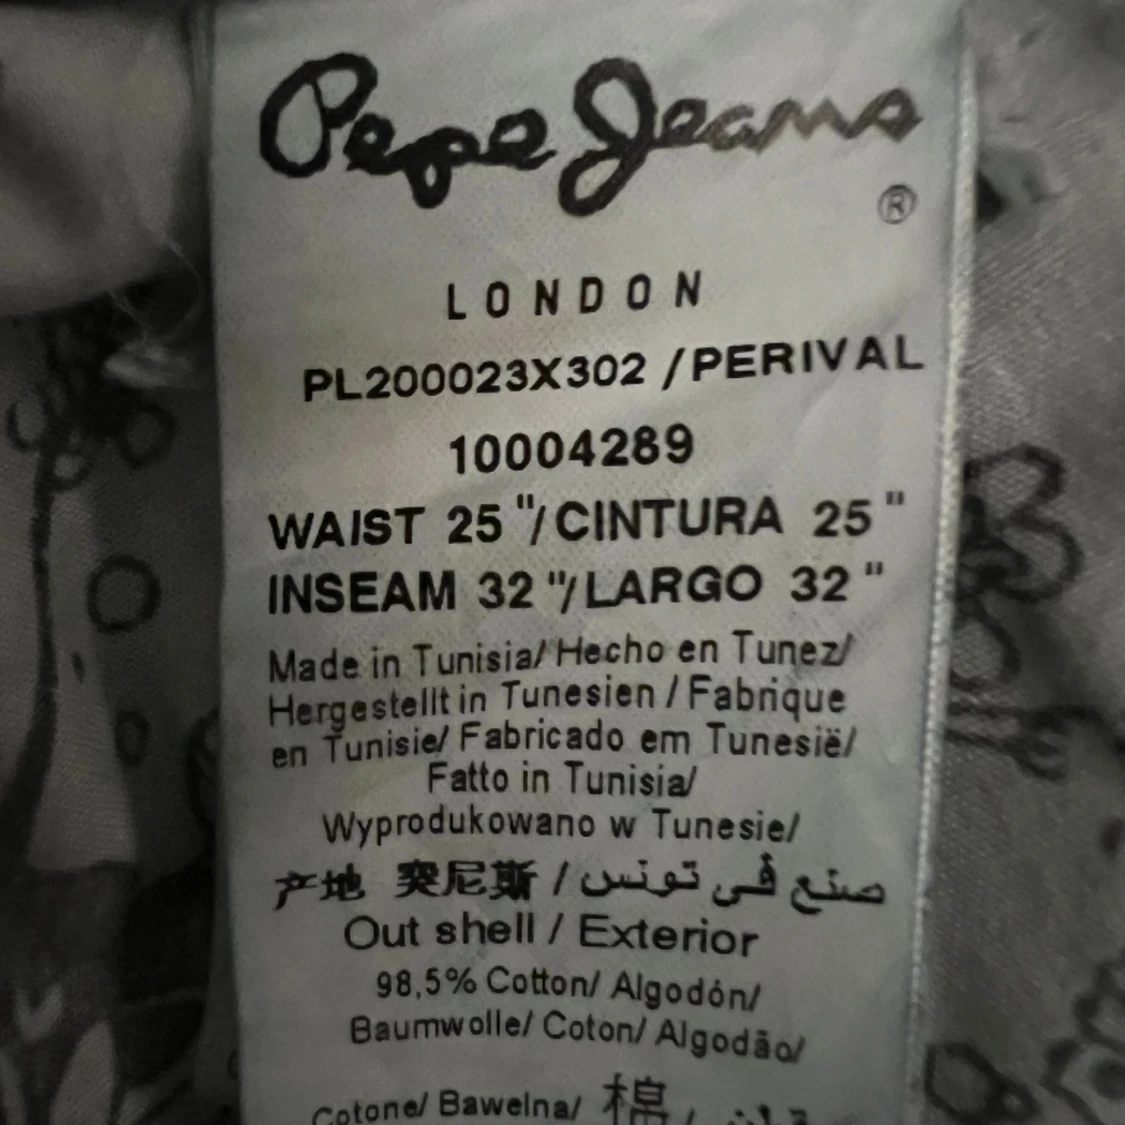 Pepe Jeans
®
LONDON
PL200023X302 / PERIVAL
10004289
WAIST 25 "/CINTURA 25 "
INSEAM 32 "/LARGO 32 "
Made in Tunisia/ Hecho en Tunez/
Hergestellt in Tunesien / Fabrique
en Tunisie/ Fabricado em Tunesië/
Fatto in Tunisia/
Wyprodukowano w Tunesie/
产地 突尼斯 / صنع في تونس
Out shell / Exterior
98,5% Cotton/ Algodón/
Baumwolle/ Coton/ Algodão/
Cotone/ Bawelna/ 棉 /